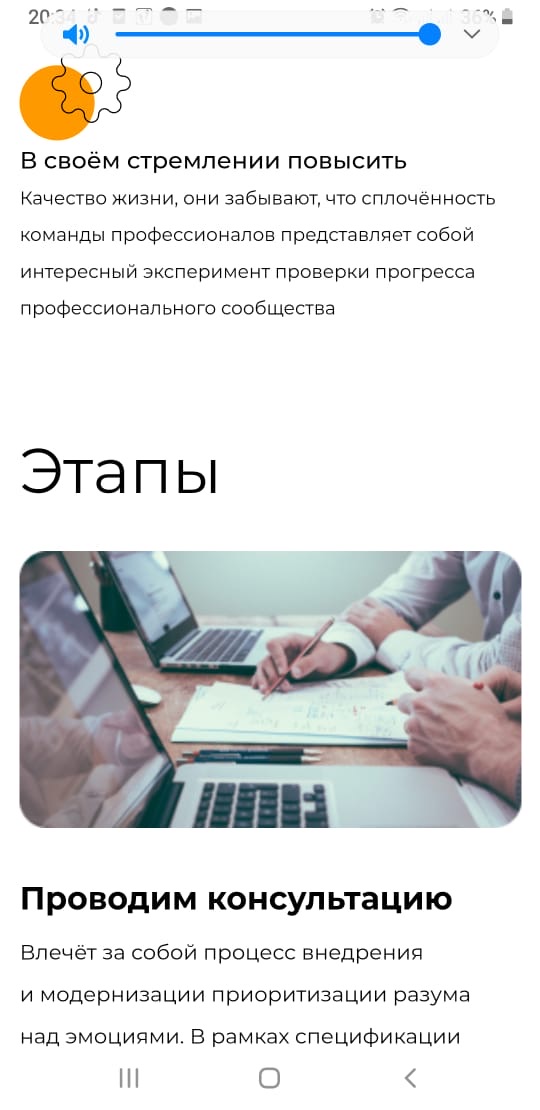 20:34
36%
В своём стремлении повысить
Качество жизни, они забывают, что сплочённость
команды профессионалов представляет собой
интересный эксперимент проверки прогресса
профессионального сообщества
Этапы
Проводим консультацию
Влечёт за собой процесс внедрения
и модернизации приоритизации разума
над эмоциями. В рамках спецификации